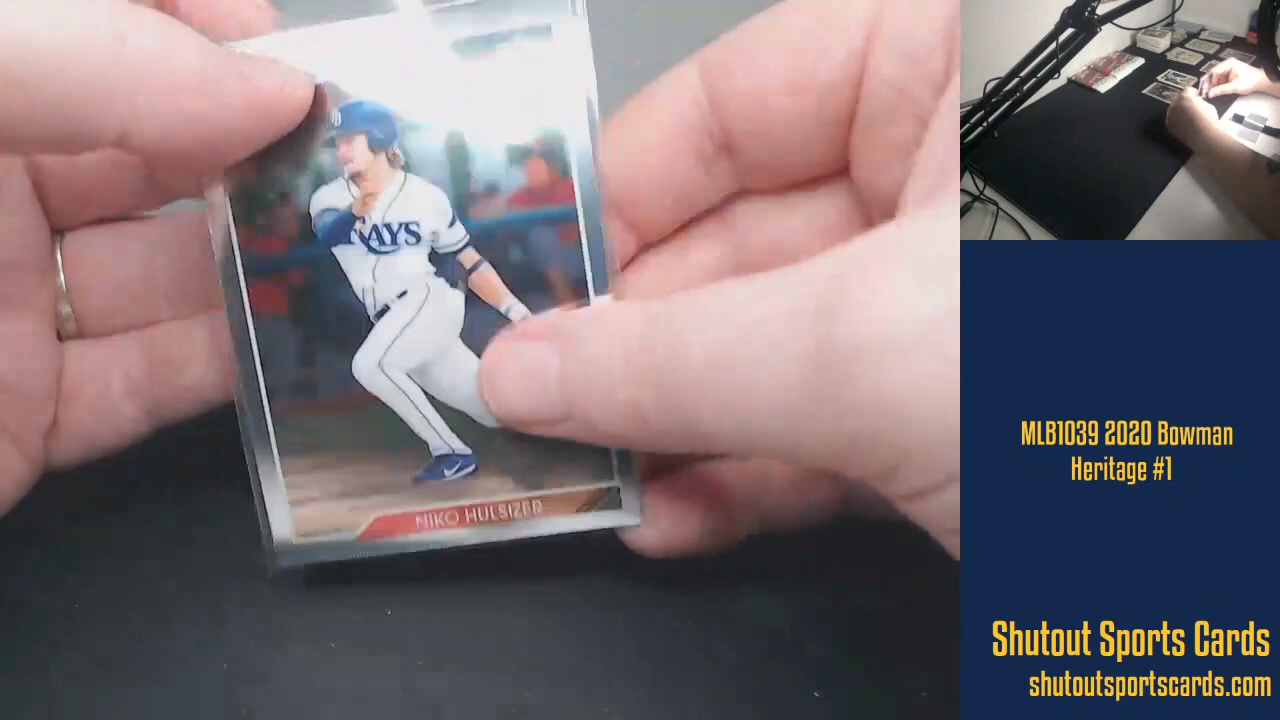 RAYS
NIKO HULSIZER
MLB1039 2020 Bowman
Heritage #1
Shutout Sports Cards
shutoutsportscards.com